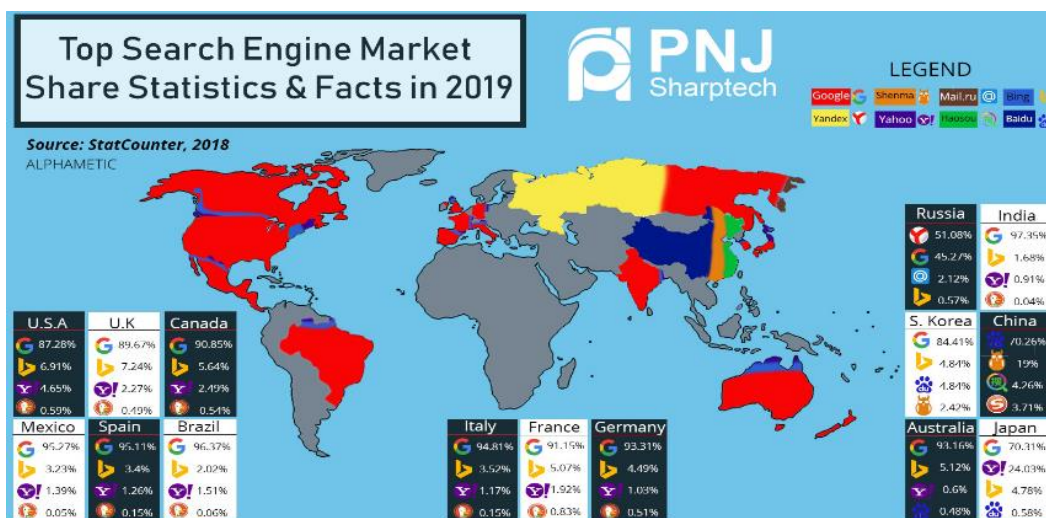 Top Search Engine Market
Share Statistics & Facts in 2019
PNJ
Sharptech
LEGEND
Google Shenma Mail.ru Bing
Yandex Yahoo Haosou Baidu
Source: StatCounter, 2018
ALPHAMETIC
Russia
51.08%
45.27%
2.12%
0.57%
India
97.35%
1.68%
0.91%
0.04%
U.S.A
87.28%
6.91%
4.65%
0.59%
U.K
89.67%
7.24%
2.27%
0.49%
Canada
90.85%
5.64%
2.49%
0.54%
S. Korea
84.41%
4.84%
4.84%
2.42%
China
70.26%
19%
4.26%
3.71%
Mexico
95.27%
3.23%
1.39%
0.05%
Spain
95.11%
3.4%
1.26%
0.15%
Brazil
96.37%
2.02%
1.51%
0.06%
Italy
94.81%
3.52%
1.17%
0.15%
France
91.15%
5.07%
1.92%
0.83%
Germany
93.31%
4.49%
1.03%
0.51%
Australia
93.16%
5.12%
0.6%
0.48%
Japan
70.31%
24.03%
4.78%
0.58%